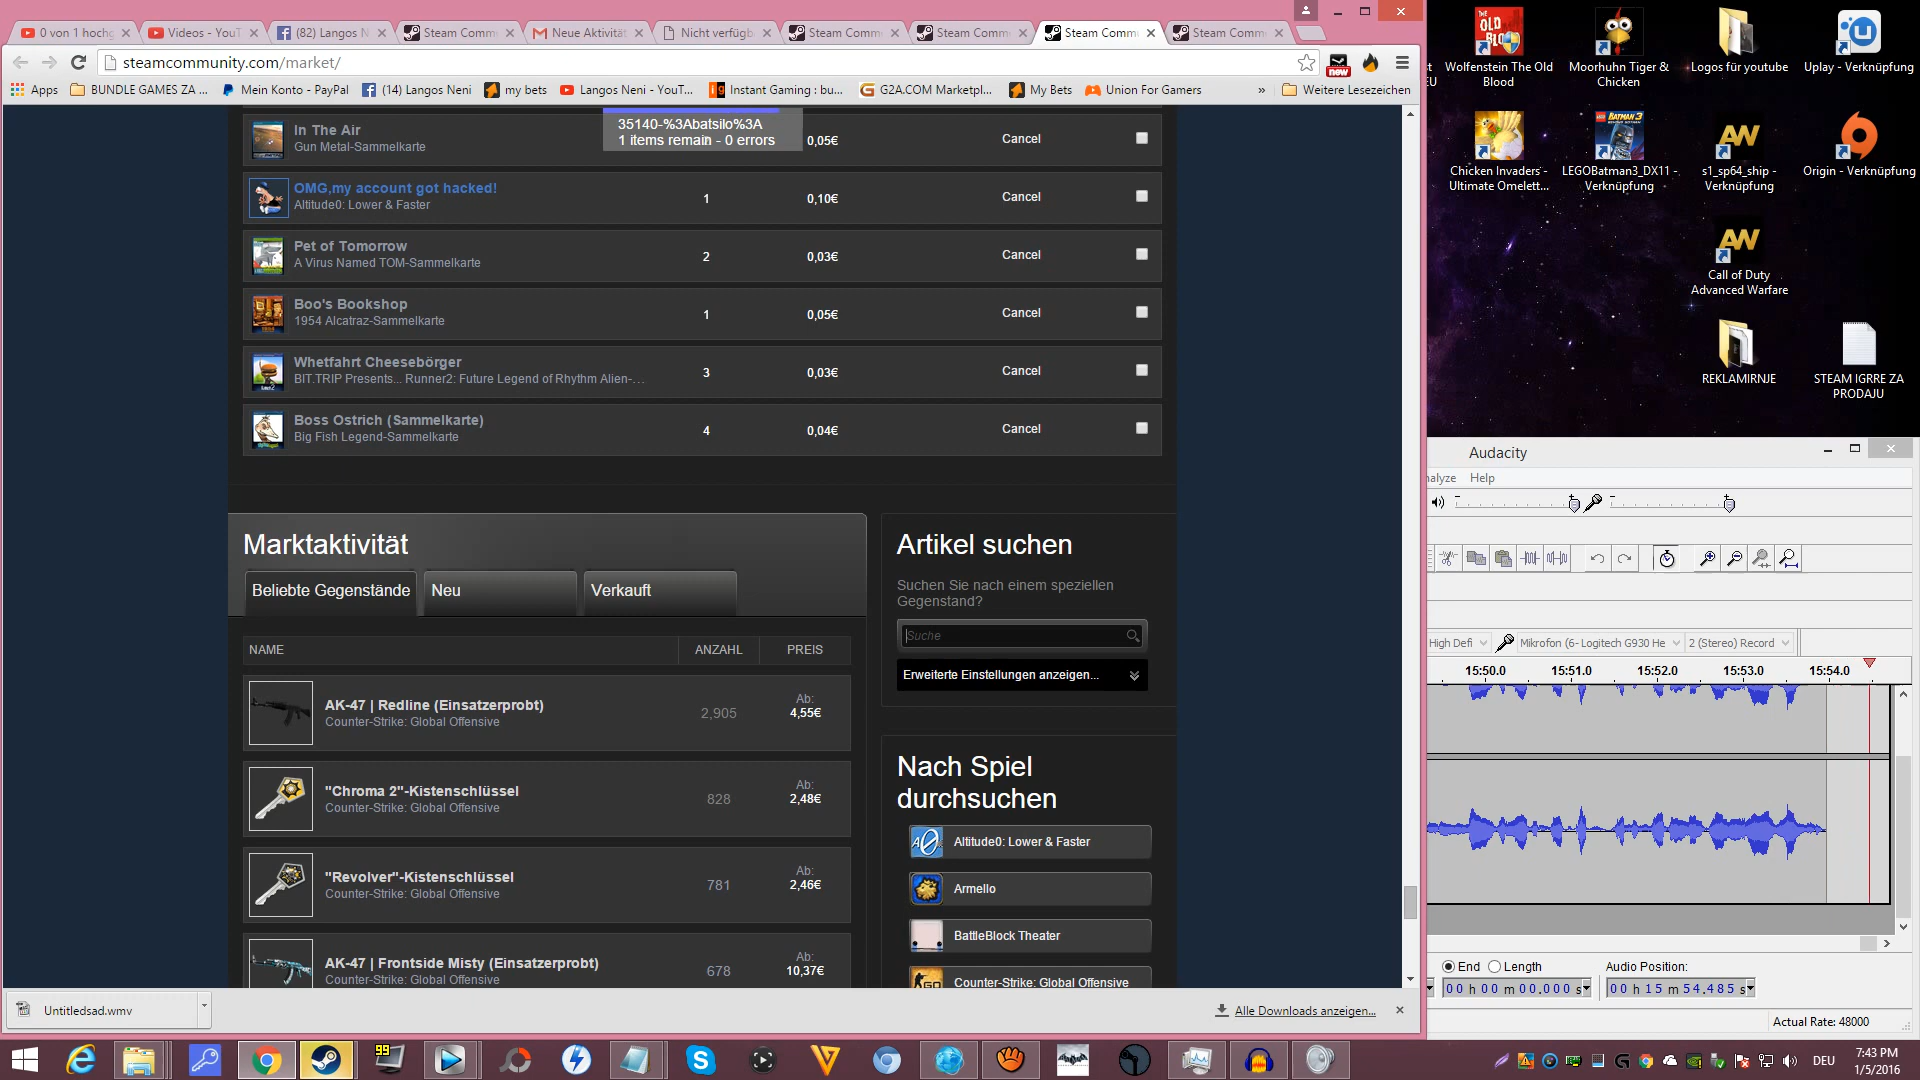 0 von 1 hochg
Videos - YouT
(82) Langos N
Steam Comm
Neue Aktivität
Nicht verfügb
Steam Comm
Steam Comm
Steam Comm
Steam Comm
steamcommunity.com/market/
new
Apps
BUNDLE GAMES ZA ...
Mein Konto - PayPal
(14) Langos Neni
my bets
Langos Neni - YouT...
Instant Gaming : bu...
G2A.COM Marketpl...
My Bets
Union For Gamers
»
Weitere Lesezeichen
35140-%3Abatsilo%3A
1 items remain - 0 errors
In The Air
Gun Metal-Sammelkarte
0,05€
Cancel
OMG,my account got hacked!
Altitude0: Lower & Faster
1
0,10€
Cancel
Pet of Tomorrow
A Virus Named TOM-Sammelkarte
2
0,03€
Cancel
Boo's Bookshop
1954 Alcatraz-Sammelkarte
1
0,05€
Cancel
Whetfahrt Cheesebörger
BIT.TRIP Presents... Runner2: Future Legend of Rhythm Alien-...
3
0,03€
Cancel
Boss Ostrich (Sammelkarte)
Big Fish Legend-Sammelkarte
4
0,04€
Cancel
Marktaktivität
Beliebte Gegenstände
Neu
Verkauft
NAME
ANZAHL
PREIS
AK-47 | Redline (Einsatzerprobt)
Counter-Strike: Global Offensive
2,905
Ab:
4,55€
"Chroma 2"-Kistenschlüssel
Counter-Strike: Global Offensive
828
Ab:
2,48€
"Revolver"-Kistenschlüssel
Counter-Strike: Global Offensive
781
Ab:
2,46€
AK-47 | Frontside Misty (Einsatzerprobt)
Counter-Strike: Global Offensive
678
Ab:
10,37€
Artikel suchen
Suchen Sie nach einem speziellen
Gegenstand?
Suche
Erweiterte Einstellungen anzeigen...
Nach Spiel
durchsuchen
Altitude0: Lower & Faster
Armello
BattleBlock Theater
Counter-Strike: Global Offensive
Untitledsad.wmv
Alle Downloads anzeigen...
Wolfenstein The Old
Blood
Moorhuhn Tiger &
Chicken
Logos für youtube
Uplay - Verknüpfung
Chicken Invaders -
Ultimate Omelett...
LEGOBatman3_DX11 -
Verknüpfung
s1_sp64_ship -
Verknüpfung
Origin - Verknüpfung
Call of Duty
Advanced Warfare
REKLAMIRNJE
STEAM IGRRE ZA
PRODAJU
Audacity
nalyze
Help
High Defi
Mikrofon (6- Logitech G930 He
2 (Stereo) Record
15:50.0
15:51.0
15:52.0
15:53.0
15:54.0
End
Length
Audio Position:
00 h 00 m 00.000 s
00 h 15 m 54.485 s
Actual Rate: 48000
99
DEU
7:43 PM
1/5/2016